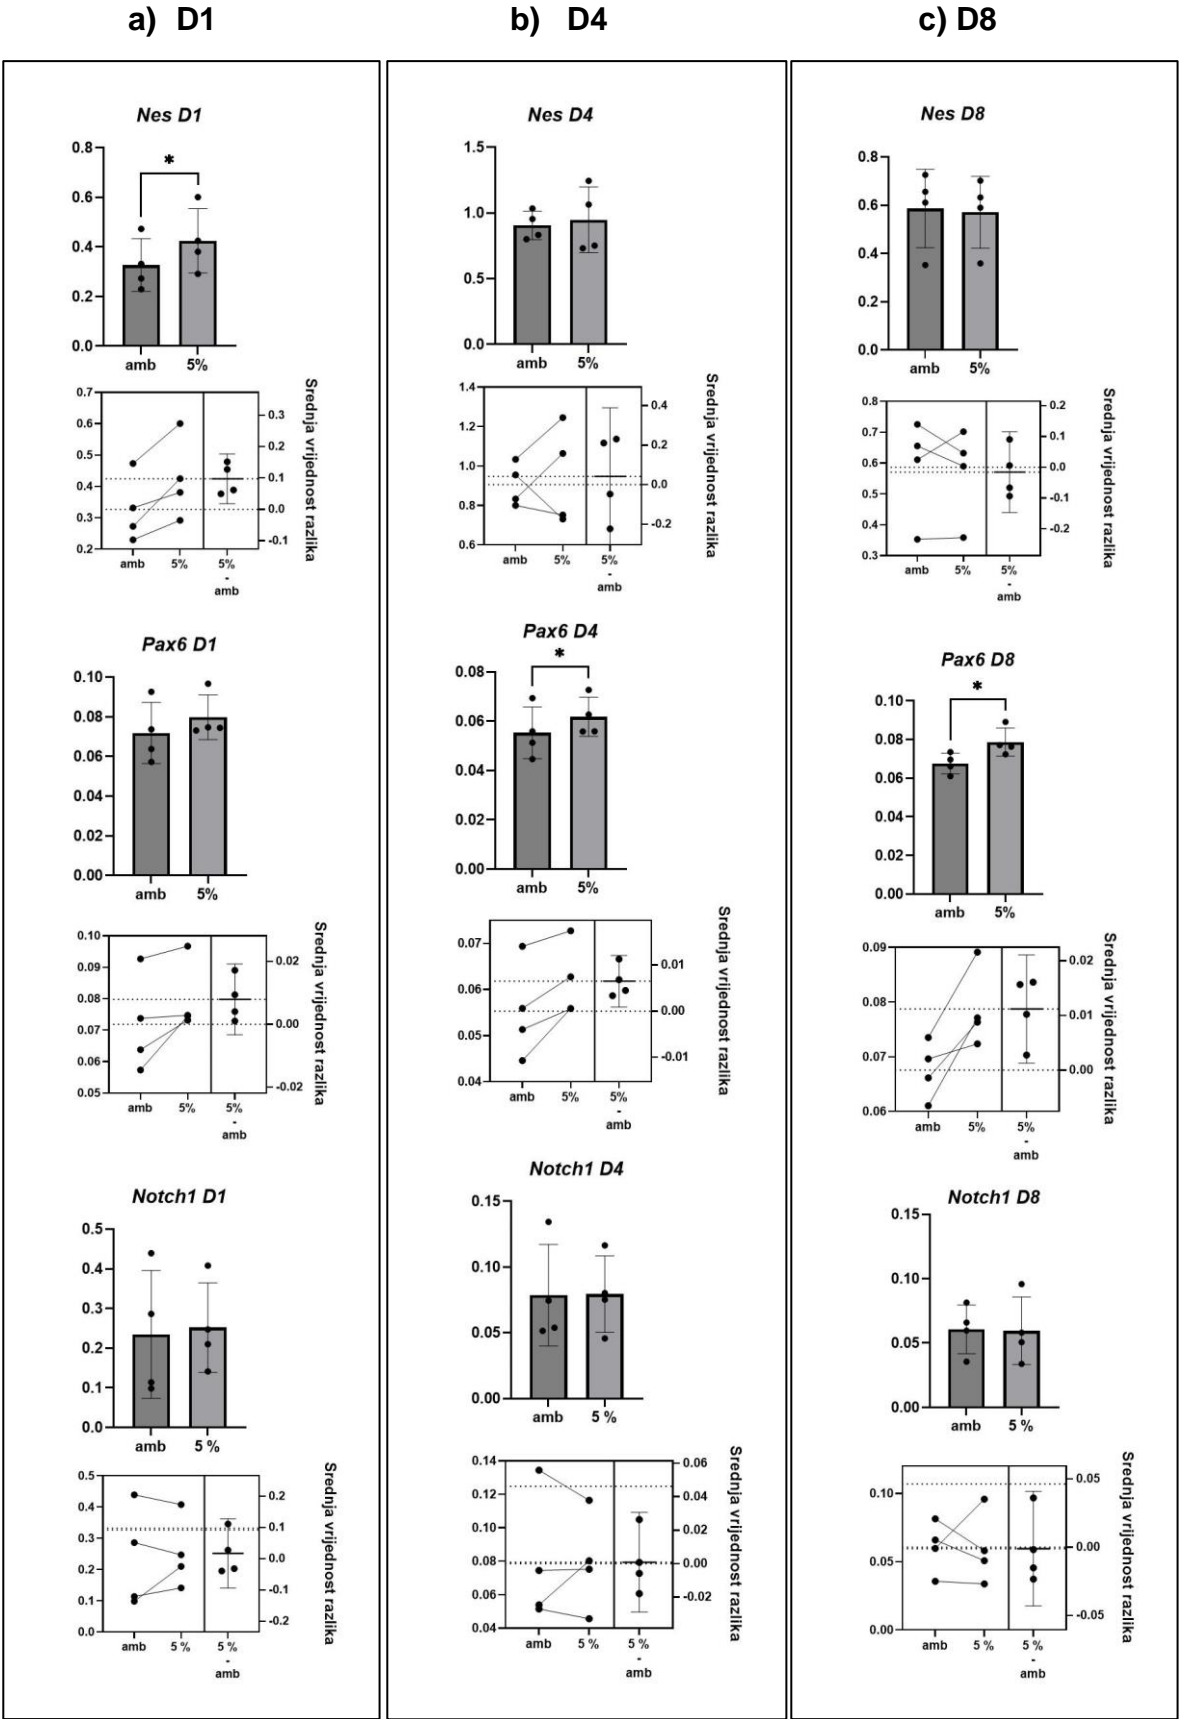 a) D1
b) D4
c) D8
Nes D1
0.8
0.6
0.4
0.2
0.0
*
amb 5%
0.7
0.6
0.5
0.4
0.3
0.2
0.3
0.2
0.1
0.0
-0.1
Srednja vrijednost razlika
amb 5% 5%
-
amb
Pax6 D1
0.10
0.08
0.06
0.04
0.02
0.00
amb 5%
0.10
0.09
0.08
0.07
0.06
0.05
0.02
0.00
-0.02
Srednja vrijednost razlika
amb 5% 5%
-
amb
Notch1 D1
0.5
0.4
0.3
0.2
0.1
0.0
amb 5 %
0.5
0.4
0.3
0.2
0.1
0.0
0.2
0.1
0.0
-0.1
-0.2
Srednja vrijednost razlika
amb 5 % 5 %
-
amb
Nes D4
1.5
1.0
0.5
0.0
amb 5%
1.4
1.2
1.0
0.8
0.6
0.4
0.2
0.0
-0.2
Srednja vrijednost razlika
amb 5% 5%
-
amb
Pax6 D4
*
0.08
0.06
0.04
0.02
0.00
amb 5%
0.07
0.06
0.05
0.04
0.01
0.00
-0.01
Srednja vrijednost razlika
amb 5% 5%
-
amb
Notch1 D4
0.15
0.10
0.05
0.00
amb 5 %
0.14
0.12
0.10
0.08
0.06
0.04
0.06
0.04
0.02
0.00
-0.02
Srednja vrijednost razlika
amb 5 % 5 %
-
amb
Nes D8
0.8
0.6
0.4
0.2
0.0
amb 5%
0.8
0.7
0.6
0.5
0.4
0.3
0.2
0.1
0.0
-0.1
-0.2
Srednja vrijednost razlika
amb 5% 5%
-
amb
Pax6 D8
*
0.10
0.08
0.06
0.04
0.02
0.00
amb 5%
0.09
0.08
0.07
0.06
0.02
0.01
0.00
Srednja vrijednost razlika
amb 5% 5%
-
amb
Notch1 D8
0.15
0.10
0.05
0.00
amb 5 %
0.10
0.05
0.00
0.05
0.00
-0.05
Srednja vrijednost razlika
amb 5 % 5 %
-
amb